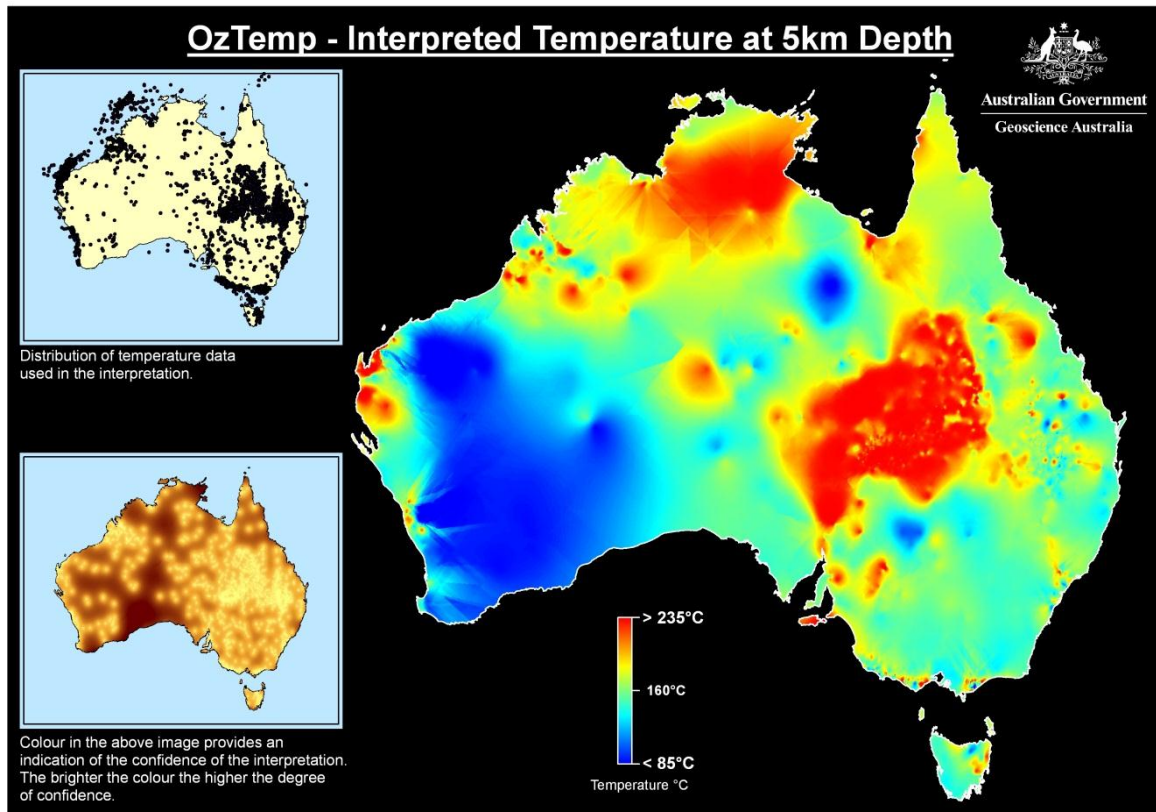 OzTemp - Interpreted Temperature at 5km Depth
Australian Government
Geoscience Australia
Distribution of temperature data
used in the interpretation.
> 235°C
160°C
< 85°C
Temperature °C
Colour in the above image provides an
indication of the confidence of the interpretation.
The brighter the colour the higher the degree
of confidence.